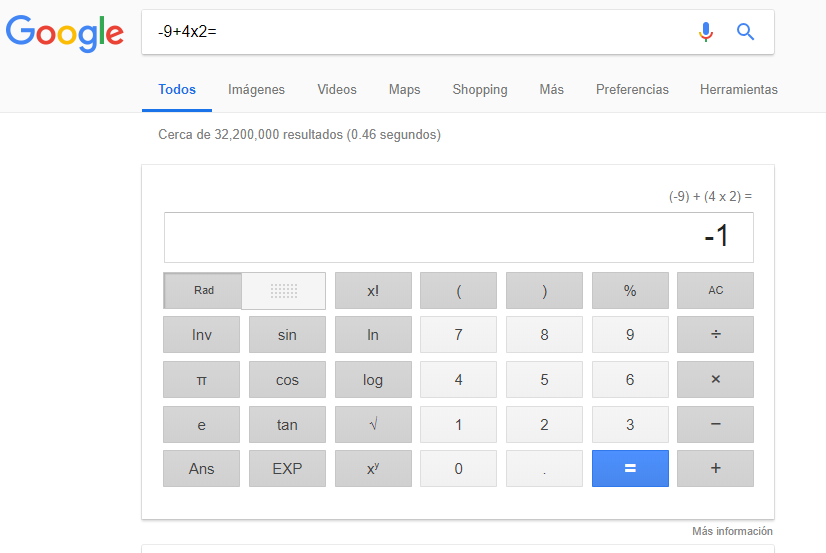 Google
-9+4x2=
Todos Imágenes Videos Maps Shopping Más Preferencias Herramientas
Cerca de 32,200,000 resultados (0.46 segundos)
(-9) + (4 x 2) =
-1
Rad x! ( ) % AC
Inv sin ln 7 8 9 ÷
π cos log 4 5 6 ×
e tan √ 1 2 3 −
Ans EXP xʸ 0 . = +
Más información